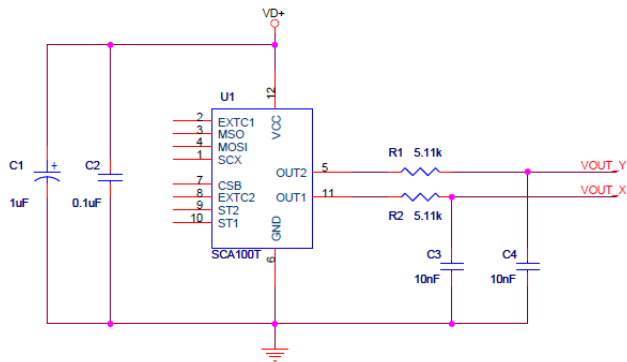 VD+
U1
12
VCC
2 EXTC1
3 MSO
4 MOSI
1 SCX
7 CSB
8 EXTC2
9 ST2
10 ST1
OUT2 5
OUT1 11
GND
6
SCA100T
C1
+
1uF
C2
0.1uF
R1 5.11k
VOUT_Y
VOUT_X
R2 5.11k
C3
10nF
C4
10nF